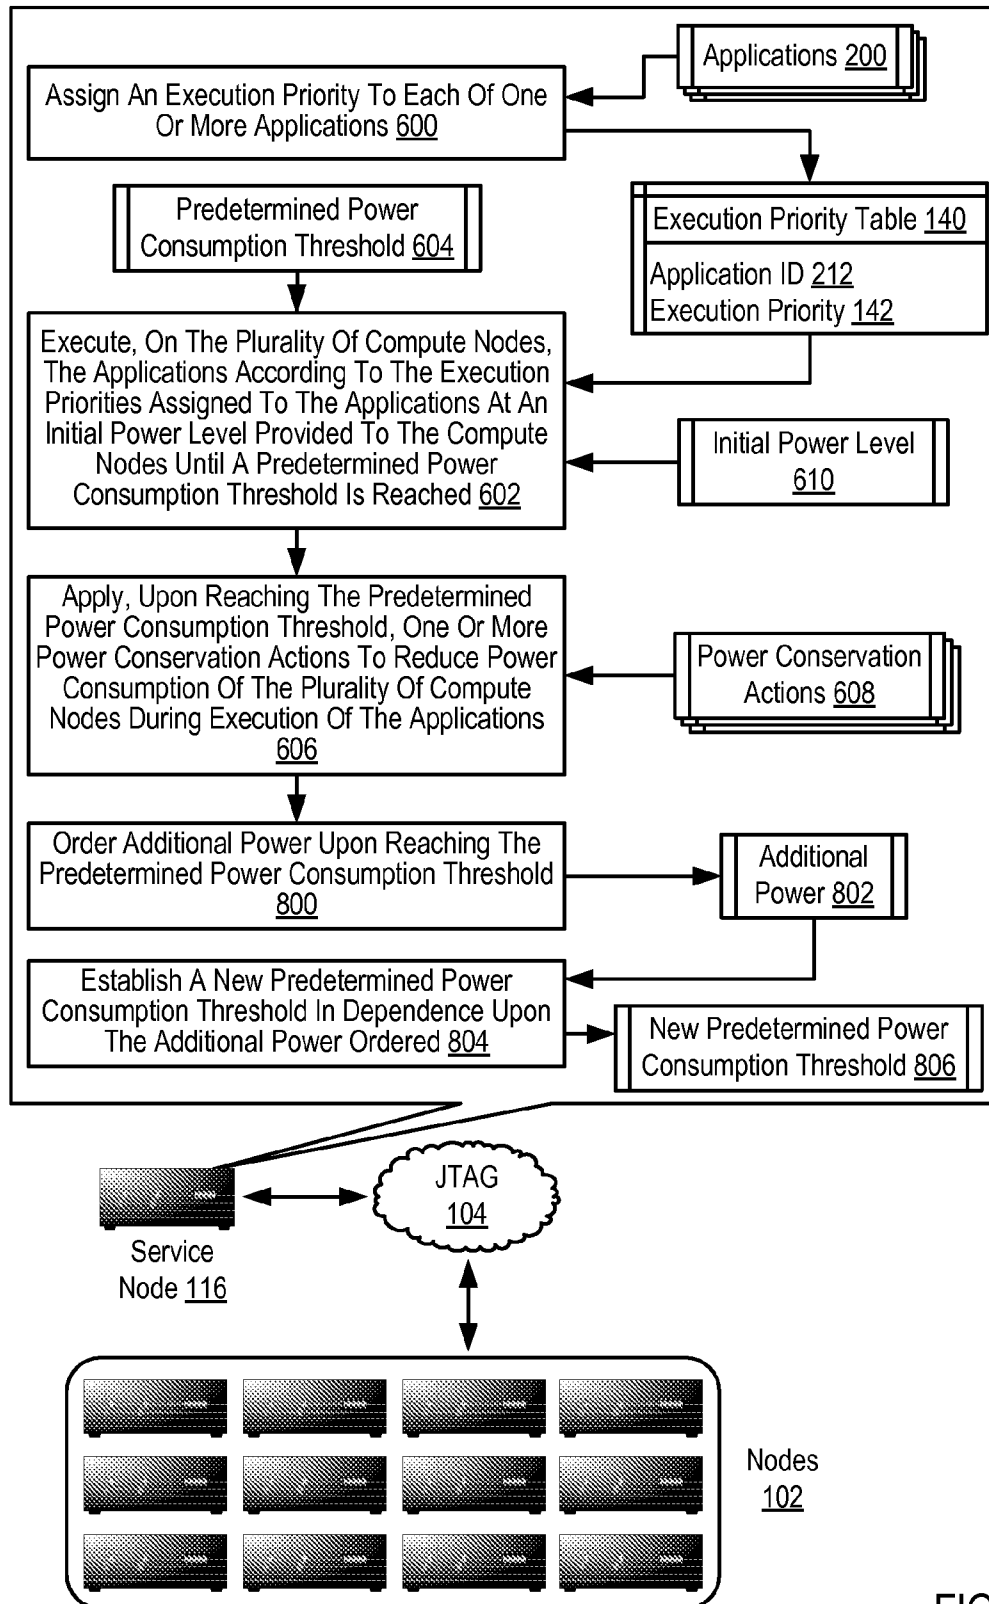 Applications 200
Assign An Execution Priority To Each Of One
Or More Applications 600
Predetermined Power
Consumption Threshold 604
Execution Priority Table 140
Application ID 212
Execution Priority 142
Execute, On The Plurality Of Compute Nodes,
The Applications According To The Execution
Priorities Assigned To The Applications At An
Initial Power Level Provided To The Compute
Nodes Until A Predetermined Power
Consumption Threshold Is Reached 602
Initial Power Level
610
Apply, Upon Reaching The Predetermined
Power Consumption Threshold, One Or More
Power Conservation Actions To Reduce Power
Consumption Of The Plurality Of Compute
Nodes During Execution Of The Applications
606
Power Conservation
Actions 608
Order Additional Power Upon Reaching The
Predetermined Power Consumption Threshold
800
Additional
Power 802
Establish A New Predetermined Power
Consumption Threshold In Dependence Upon
The Additional Power Ordered 804
New Predetermined Power
Consumption Threshold 806
JTAG
104
Service
Node 116
Nodes
102
FIG